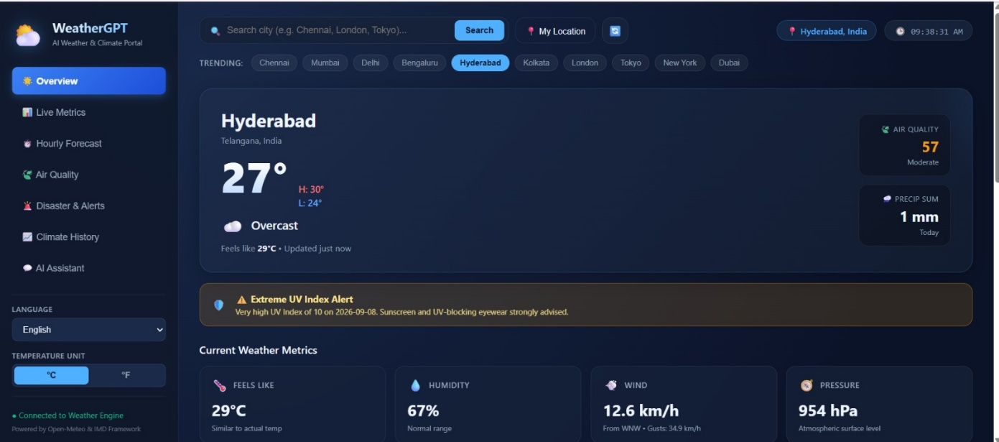 WeatherGPT
AI Weather & Climate Portal
Overview
Live Metrics
Hourly Forecast
Air Quality
Disaster & Alerts
Climate History
AI Assistant
LANGUAGE
English
TEMPERATURE UNIT
°C °F
● Connected to Weather Engine
Powered by Open-Meteo & IMD Framework
Search city (e.g. Chennai, London, Tokyo)...
Search
My Location
Hyderabad, India
09:38:31 AM
TRENDING: Chennai Mumbai Delhi Bengaluru Hyderabad Kolkata London Tokyo New York Dubai
Hyderabad
Telangana, India
27°
H: 30°
L: 24°
Overcast
Feels like 29°C • Updated just now
AIR QUALITY
57
Moderate
PRECIP SUM
1 mm
Today
Extreme UV Index Alert
Very high UV Index of 10 on 2026-09-08. Sunscreen and UV-blocking eyewear strongly advised.
Current Weather Metrics
FEELS LIKE
29°C
Similar to actual temp
HUMIDITY
67%
Normal range
WIND
12.6 km/h
From WNW • Gusts: 34.9 km/h
PRESSURE
954 hPa
Atmospheric surface level